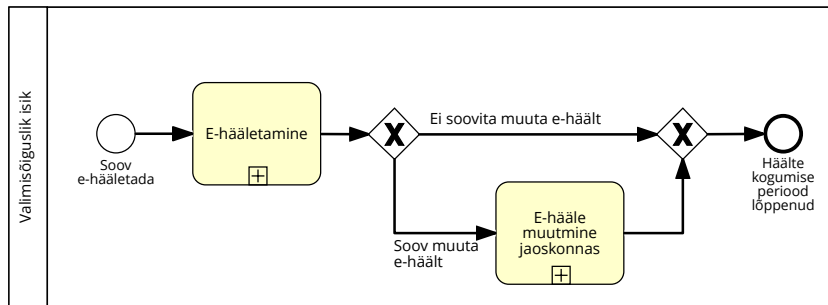 Valimisõiguslik isik
Soov
e-hääletada
E-hääletamine
Ei soovita muuta e-häält
Soov muuta
e-häält
E-hääle
muutmine
jaoskonnas
Häälte
kogumise
periood
lõppenud